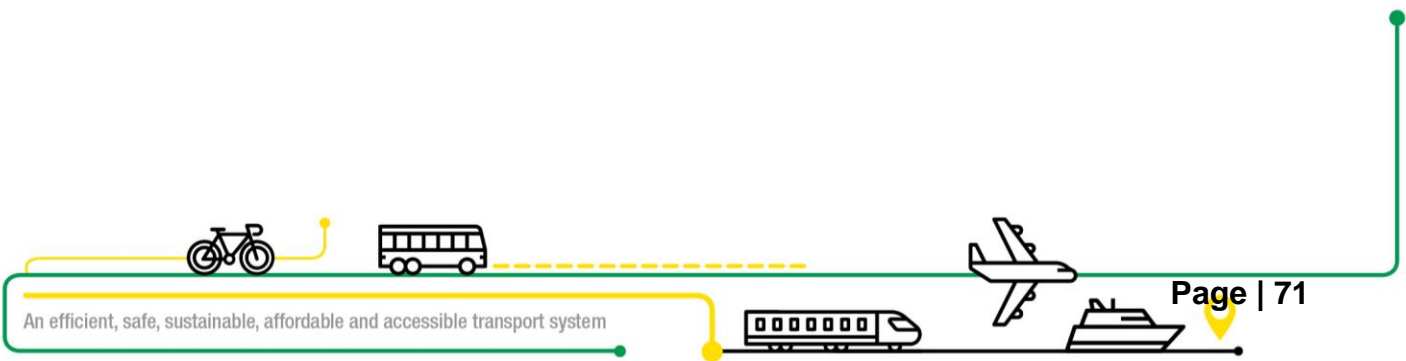 Page | 71
An efficient, safe, sustainable, affordable and accessible transport system